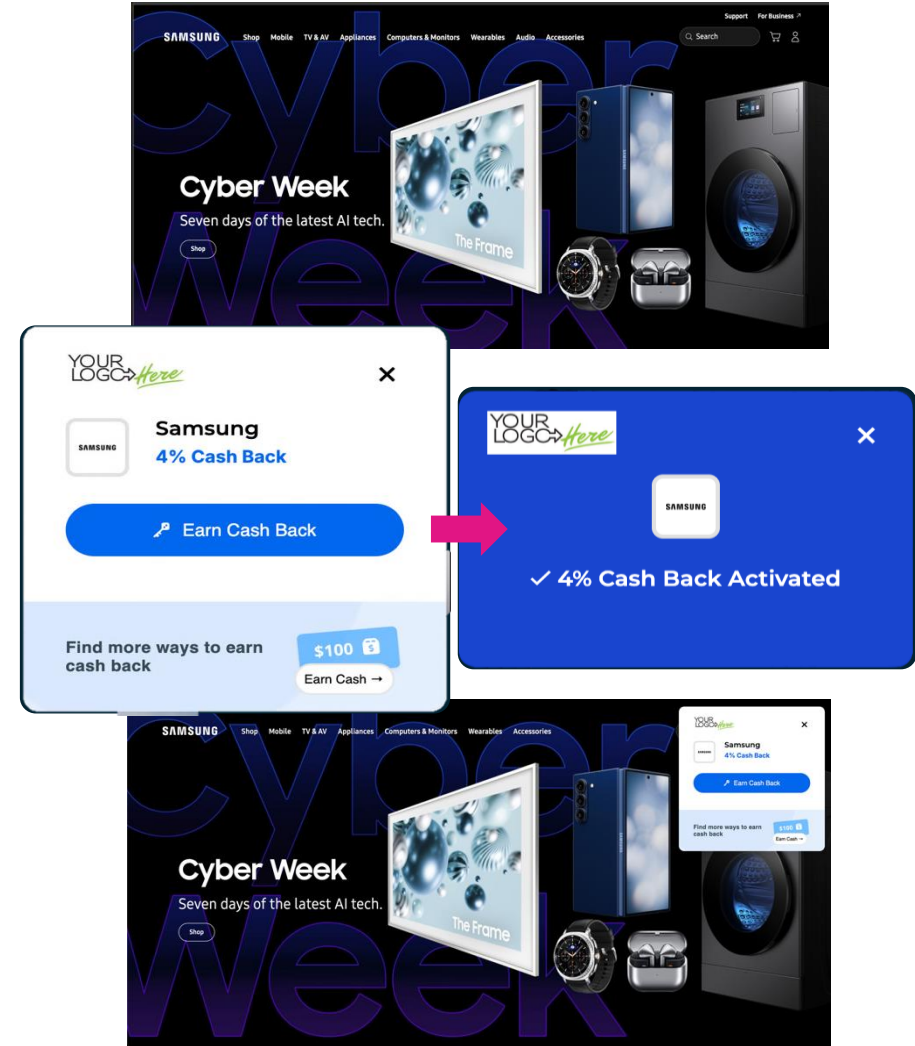 Support For Business ↗
SAMSUNG Shop Mobile TV & AV Appliances Computers & Monitors Wearables Audio Accessories Search
Cyber
Week
Cyber Week
Seven days of the latest AI tech.
Shop
The Frame
SAMSUNG
YOUR
LOGO Here
×
SAMSUNG
Samsung
4% Cash Back
Earn Cash Back
Find more ways to earn
cash back
$100
Earn Cash →
YOUR
LOGO Here
×
SAMSUNG
✓ 4% Cash Back Activated
SAMSUNG Shop Mobile TV & AV Appliances Computers & Monitors Wearables Accessories
Cyber
Week
Cyber Week
Seven days of the latest AI tech.
Shop
The Frame
YOUR
LOGO Here
×
SAMSUNG
Samsung
4% Cash Back
Earn Cash Back
Find more ways to earn
cash back
$100
Earn Cash →